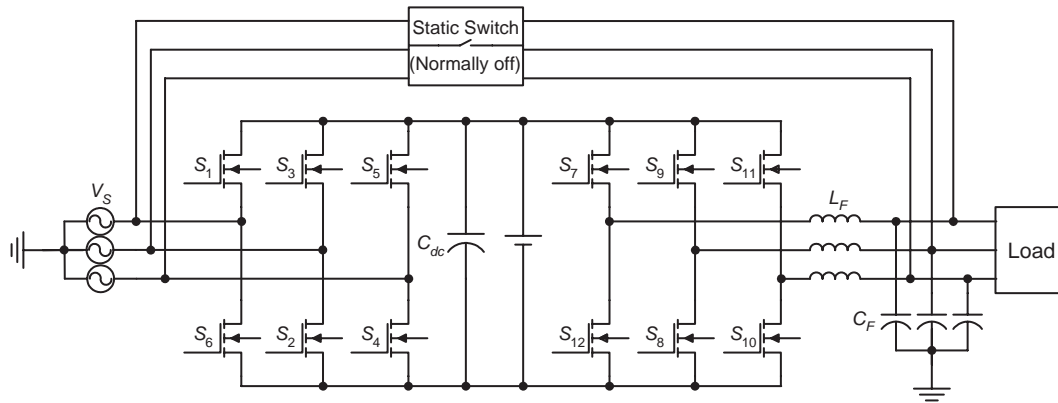 Static Switch
(Normally off)
S1 S3 S5 S7 S9 S11
VS
LF
Cdc
Load
S6 S2 S4 S12 S8 S10
CF